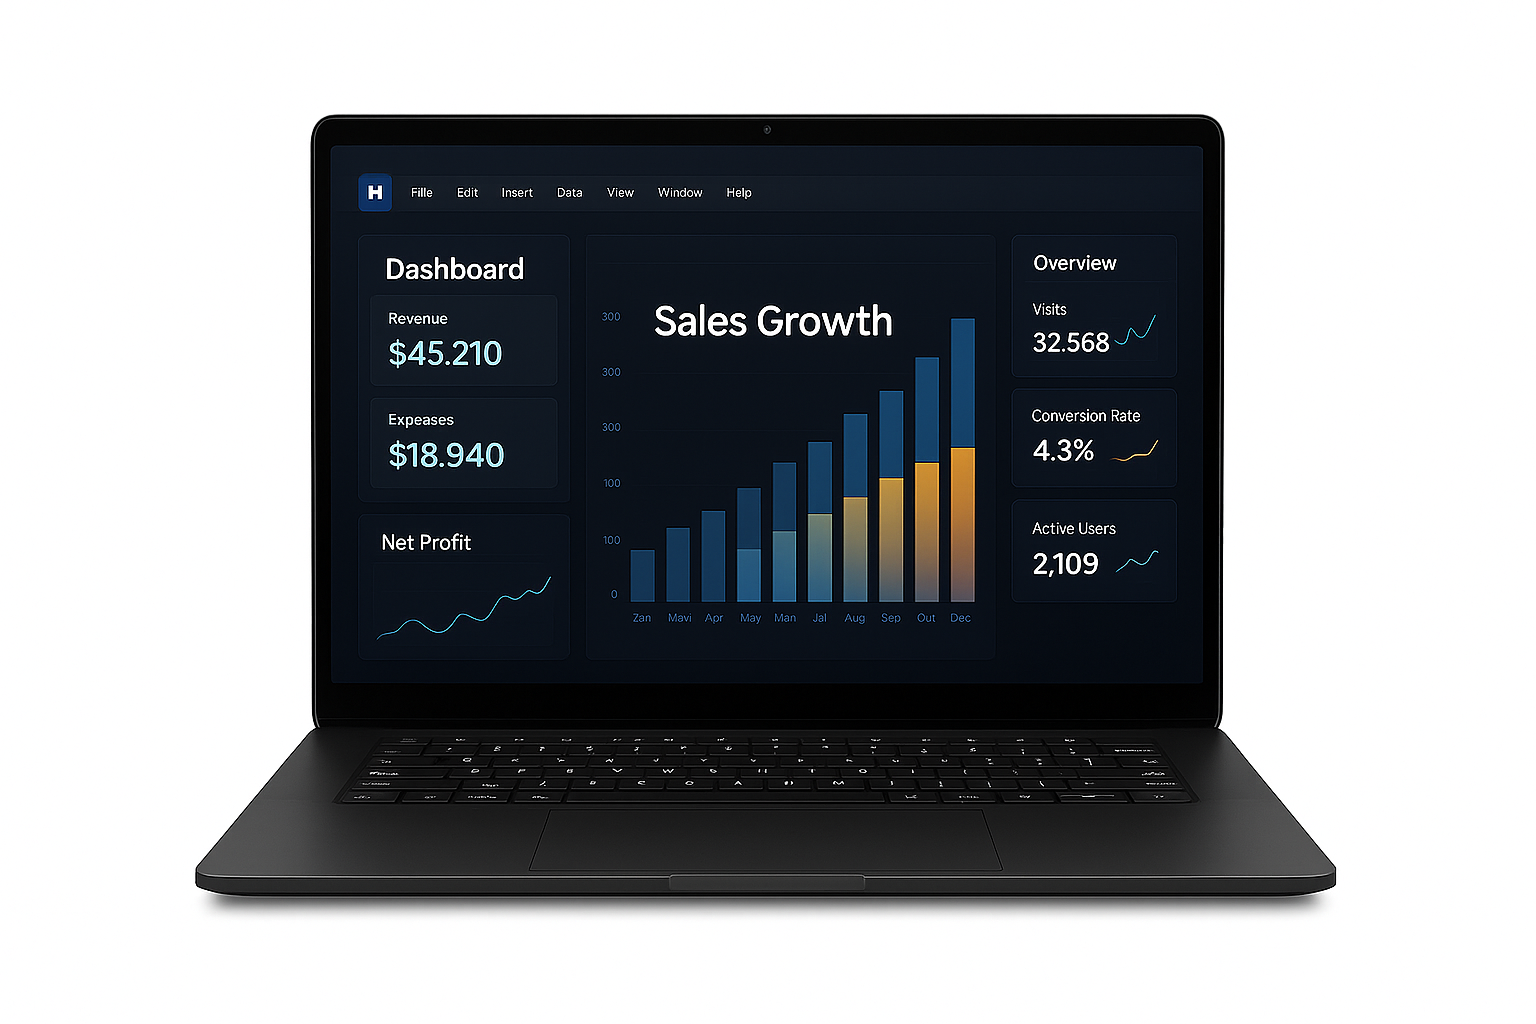 H Fille Edit Insert Data View Window Help
Dashboard
Revenue
$45.210
Expeases
$18.940
Net Profit
Sales Growth
300
300
300
100
100
0
Zan Mavi Apr May Man Jal Aug Sep Out Dec
Overview
Visits
32.568
Conversion Rate
4.3%
Active Users
2,109